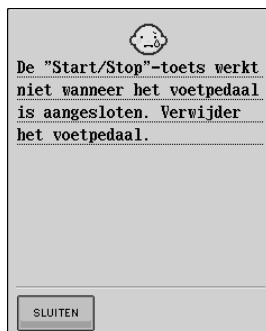 De "Start/Stop"-toets werkt
niet wanneer het voetpedaal
is aangesloten. Verwijder
het voetpedaal.
SLUITEN